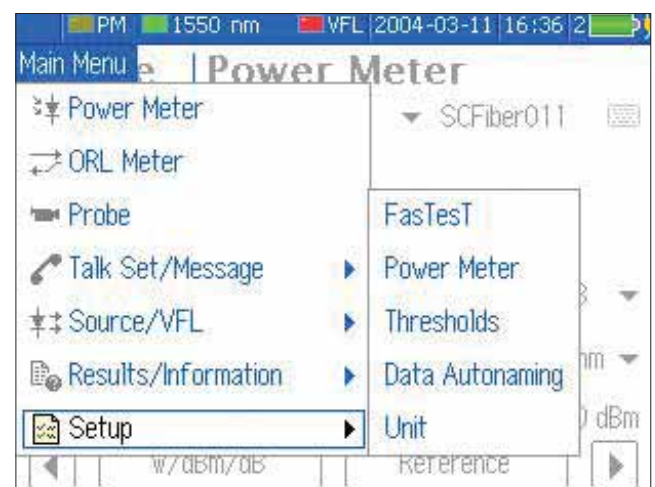 PM 1550 nm VFL 2004-03-11 16:36 2
Main Menu
Power Meter
Power Meter
SCFiber011
ORL Meter
Probe
FasTesT
Talk Set/Message
Power Meter
Source/VFL
Thresholds
Results/Information
Data Autonaming
Setup
Unit
dBm
W/dBm/dB
Reference